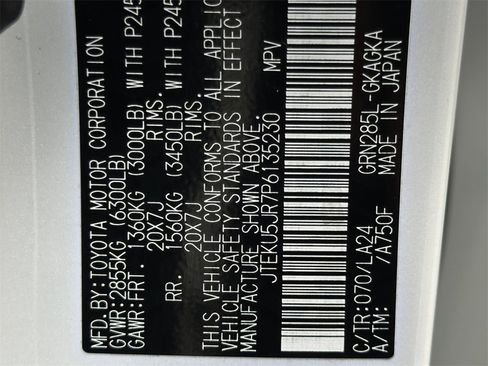 MFD.BY:TOYOTA MOTOR CORPORATION
GVWR:2855KG (6300LB)
GAWR:FRT. 1360KG (3000LB) WITH P245
20X7J RIMS.
RR. 1560KG (3450LB) WITH P245
20X7J RIMS.
THIS VEHICLE CONFORMS TO ALL APPLIC
VEHICLE SAFETY STANDARDS IN EFFECT
MANUFACTURE SHOWN ABOVE.
JTEKU5JR7P6135230 MPV
C/TR:070/LA24 GRN285L-GKAGKA
A/TM: /A750F MADE IN JAPAN